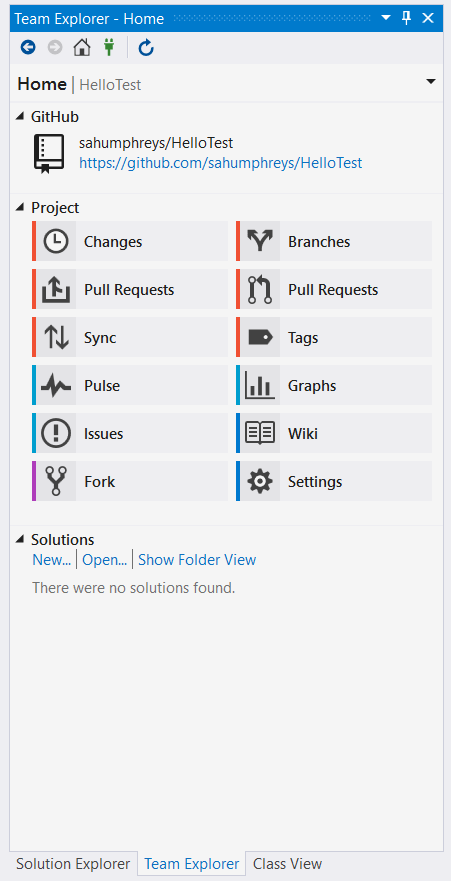 Team Explorer - Home
Home | HelloTest
GitHub
sahumphreys/HelloTest
https://github.com/sahumphreys/HelloTest
Project
Changes Branches
Pull Requests Pull Requests
Sync Tags
Pulse Graphs
Issues Wiki
Fork Settings
Solutions
New... | Open... | Show Folder View
There were no solutions found.
Solution Explorer Team Explorer Class View